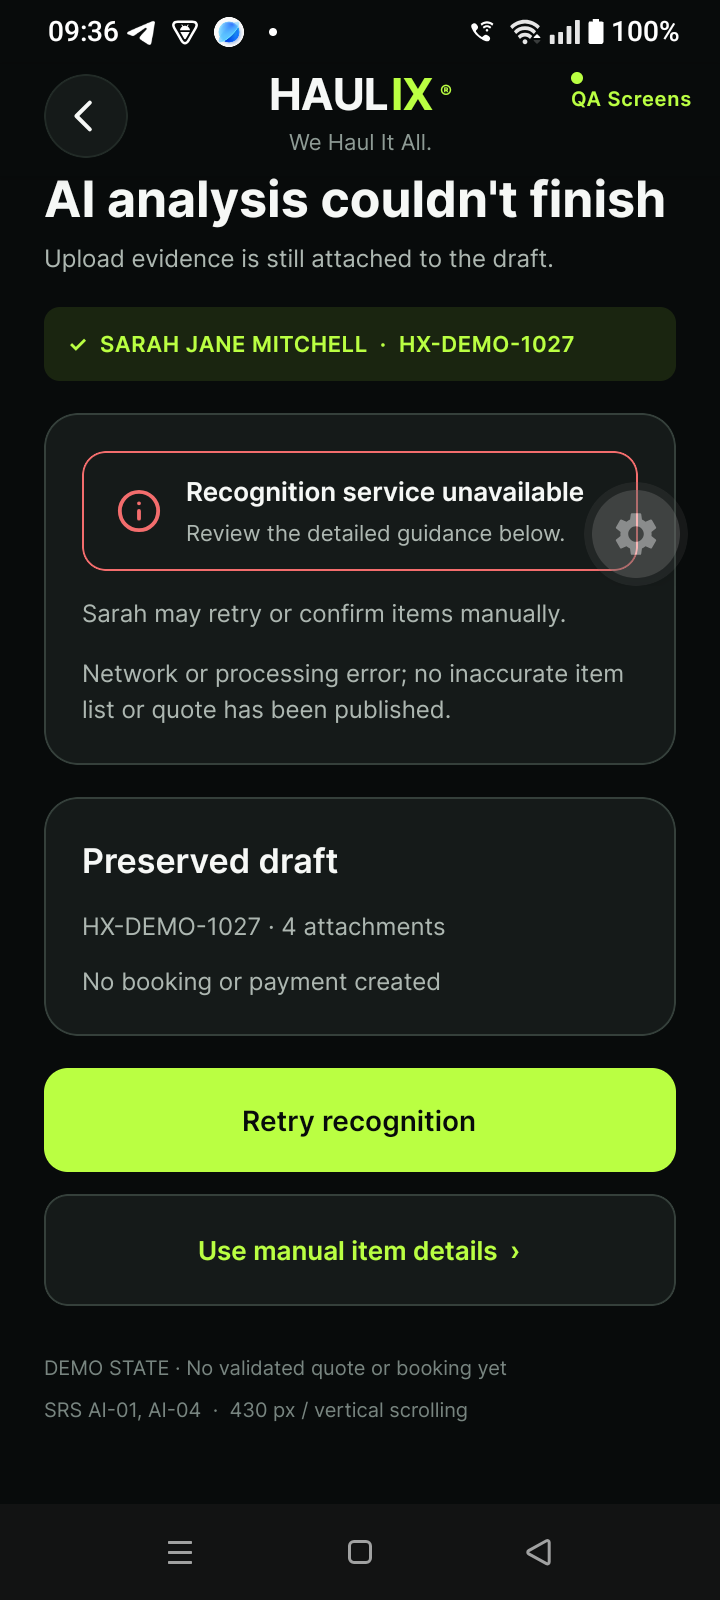 09:36 100%
HAULIX ®
QA Screens
We Haul It All.
AI analysis couldn't finish
Upload evidence is still attached to the draft.
✓ SARAH JANE MITCHELL · HX-DEMO-1027
Recognition service unavailable
Review the detailed guidance below.
Sarah may retry or confirm items manually.
Network or processing error; no inaccurate item
list or quote has been published.
Preserved draft
HX-DEMO-1027 · 4 attachments
No booking or payment created
Retry recognition
Use manual item details ›
DEMO STATE · No validated quote or booking yet
SRS AI-01, AI-04 · 430 px / vertical scrolling